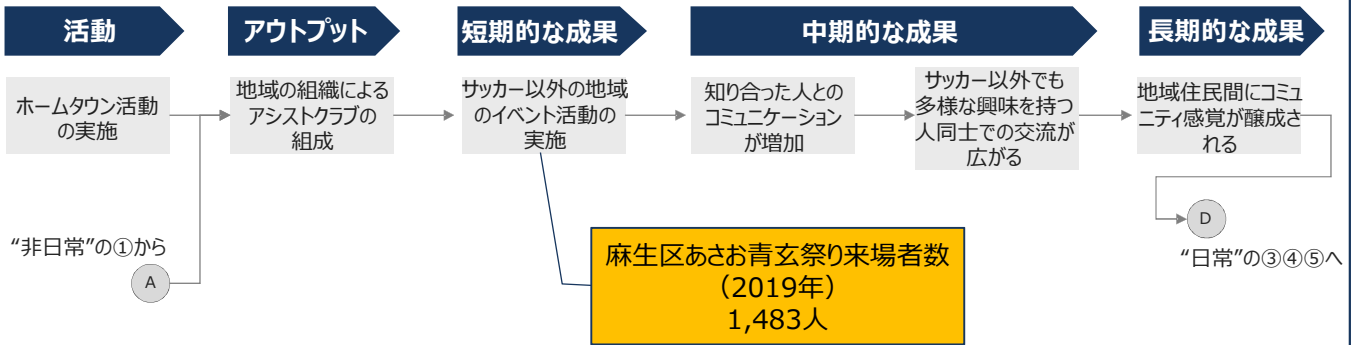 活動
アウトプット
短期的な成果
中期的な成果
長期的な成果
ホームタウン活動
の実施
地域の組織による
アシストクラブの
組成
サッカー以外の地域
のイベント活動の
実施
知り合った人との
コミュニケーション
が増加
サッカー以外でも
多様な興味を持つ
人同士での交流が
広がる
地域住民間にコミュ
ニティ感覚が醸成さ
れる
“非日常”の①から
A
麻生区あさお青玄祭り来場者数
（2019年）
1,483人
D
“日常”の③④⑤へ